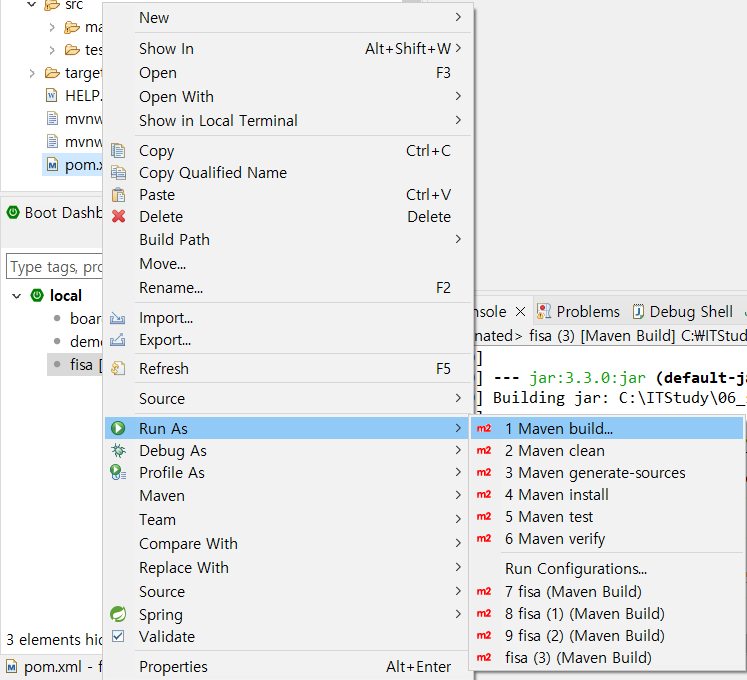 src
ma
tes
target
HELP.
mvnw
mvnw
pom.x
Boot Dashb
Type tags, pro
local
boar
demo
fisa [
3 elements hid
pom.xml - f
New
Show In Alt+Shift+W
Open F3
Open With
Show in Local Terminal
Copy Ctrl+C
Copy Qualified Name
Paste Ctrl+V
Delete Delete
Build Path
Move...
Rename... F2
Import...
Export...
Refresh F5
Source
Run As
Debug As
Profile As
Maven
Team
Compare With
Replace With
Source
Spring
Validate
Properties Alt+Enter
nsole Problems Debug Shell
nated> fisa (3) [Maven Build] C:₩ITStud
] 
] --- jar:3.3.0:jar (default-ja
] Building jar: C:\ITStudy\06_
m2 1 Maven build...
m2 2 Maven clean
m2 3 Maven generate-sources
m2 4 Maven install
m2 5 Maven test
m2 6 Maven verify
Run Configurations...
m2 7 fisa (Maven Build)
m2 8 fisa (1) (Maven Build)
m2 9 fisa (2) (Maven Build)
m2 fisa (3) (Maven Build)